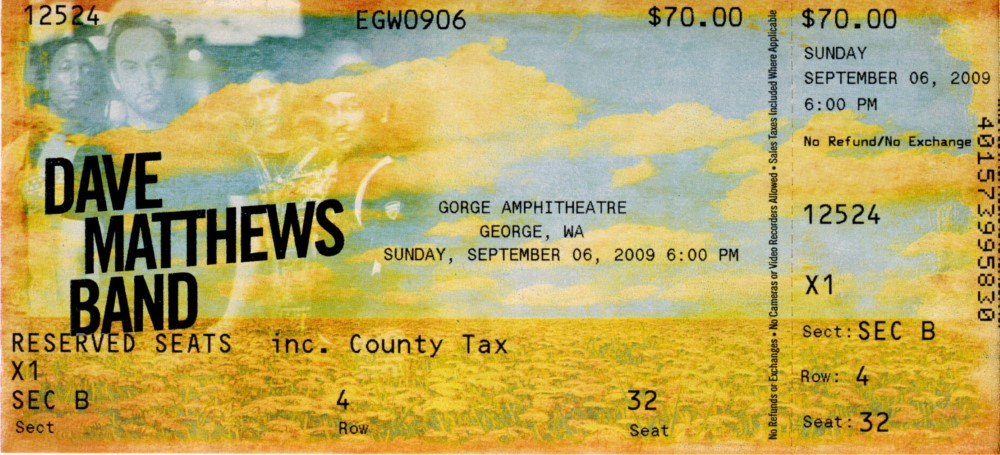 12524
EGW0906
$70.00
DAVE
MATTHEWS
BAND
GORGE AMPHITHEATRE
GEORGE, WA
SUNDAY, SEPTEMBER 06, 2009 6:00 PM
RESERVED SEATS inc. County Tax
X1
SEC B 4 32
Sect Row Seat
No Refunds or Exchanges • No Cameras or Video Recorders Allowed • Sales Taxes Included Where Applicable
$70.00
SUNDAY
SEPTEMBER 06, 2009
6:00 PM
No Refund/No Exchange
12524
X1
Sect: SEC B
Row: 4
Seat: 32
401573995830